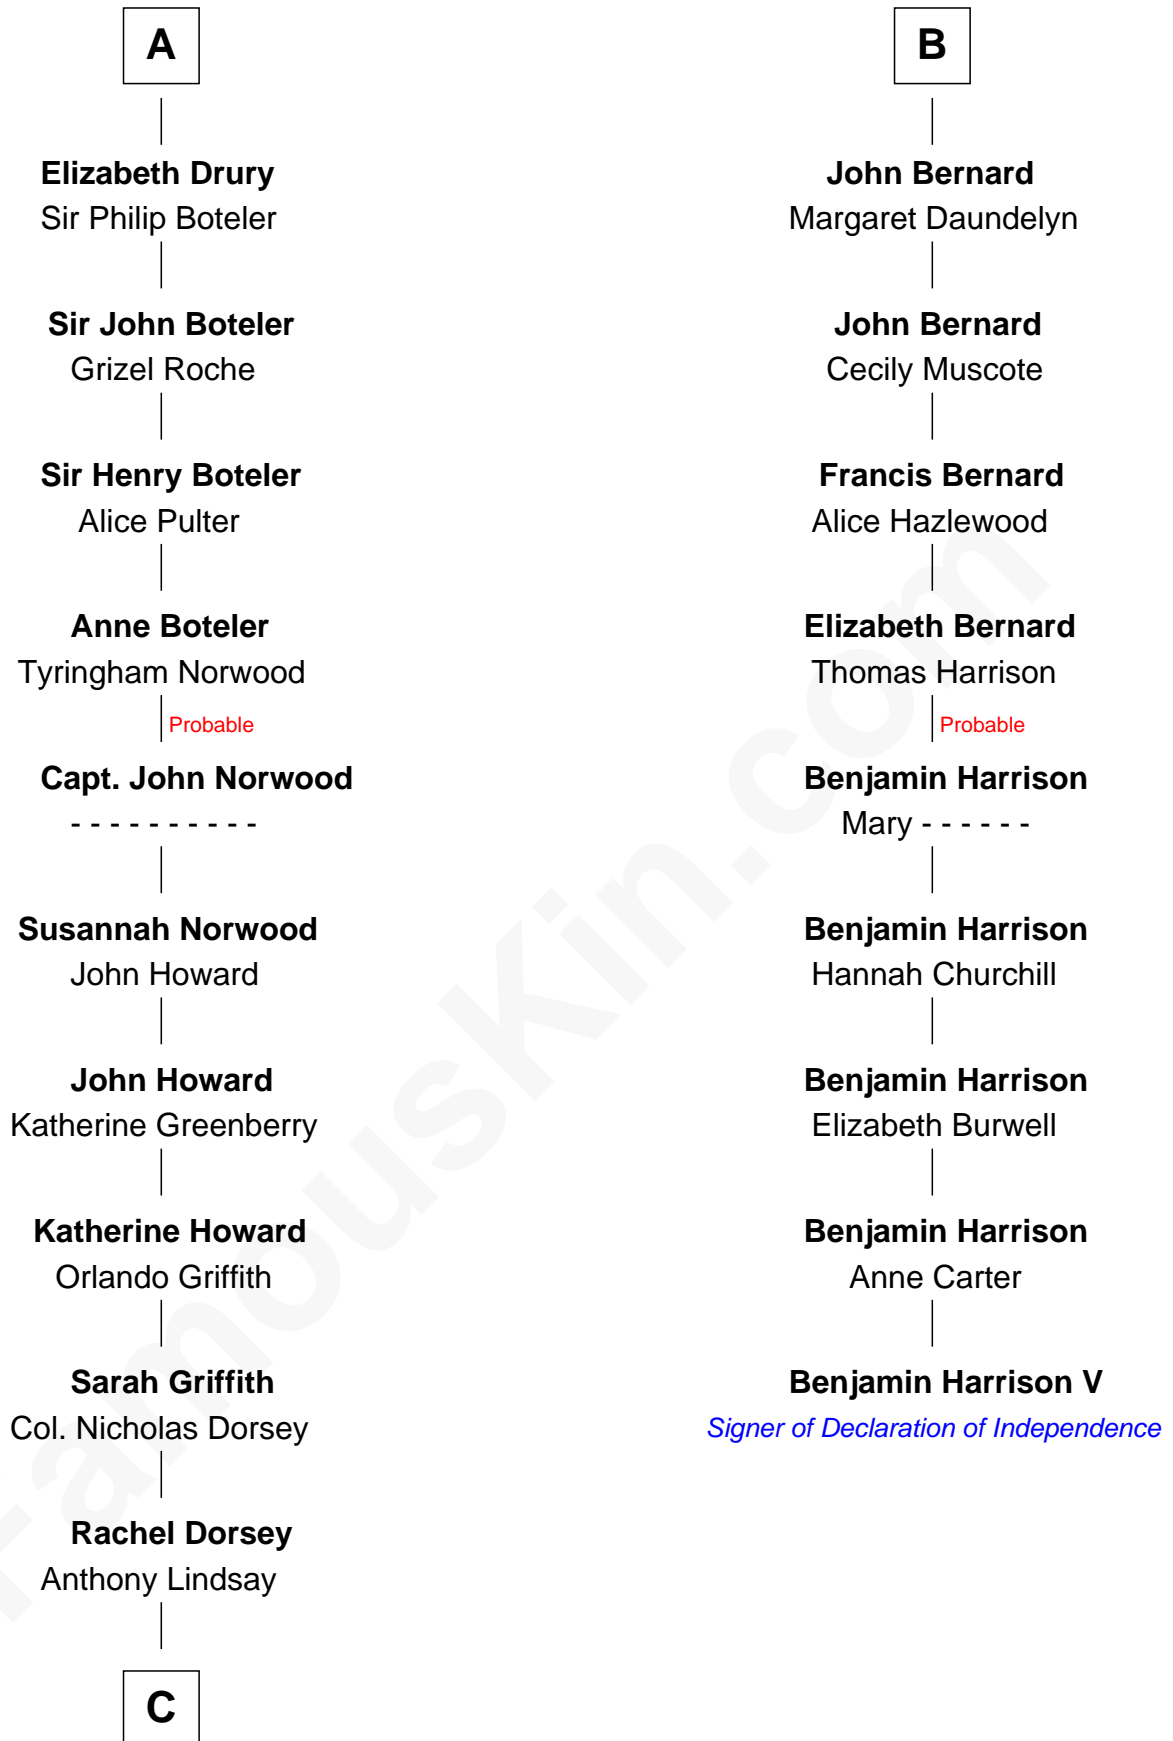 A
Elizabeth Drury
Sir Philip Boteler
Sir John Boteler
Grizel Roche
Sir Henry Boteler
Alice Pulter
Anne Boteler
Tyringham Norwood
Probable
Capt. John Norwood
- - - - - - - - - -
Susannah Norwood
John Howard
John Howard
Katherine Greenberry
Katherine Howard
Orlando Griffith
Sarah Griffith
Col. Nicholas Dorsey
Rachel Dorsey
Anthony Lindsay
C
B
John Bernard
Margaret Daundelyn
John Bernard
Cecily Muscote
Francis Bernard
Alice Hazlewood
Elizabeth Bernard
Thomas Harrison
Probable
Benjamin Harrison
Mary - - - - - -
Benjamin Harrison
Hannah Churchill
Benjamin Harrison
Elizabeth Burwell
Benjamin Harrison
Anne Carter
Benjamin Harrison V
Signer of Declaration of Independence
FamousKin.com